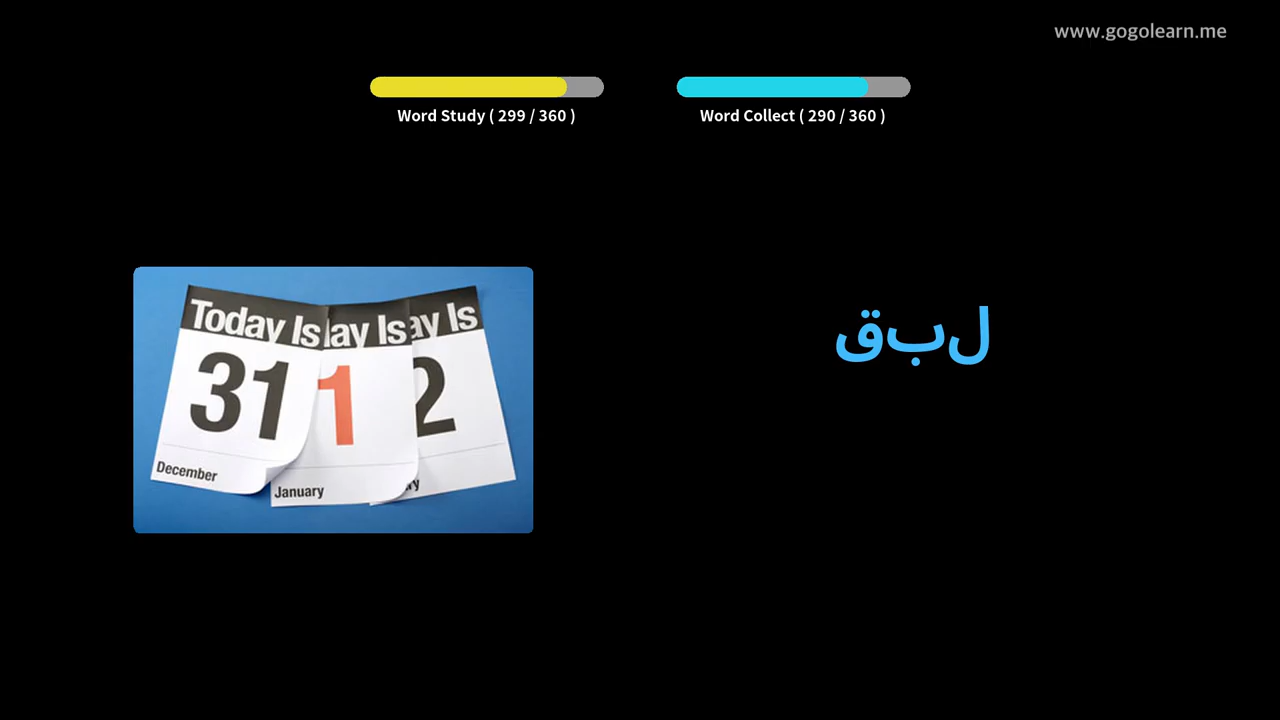 www.gogolearn.me
Word Study ( 299 / 360 )
Word Collect ( 290 / 360 )
Today Is
31
December
ay Is
1
January
ay Is
2
ry
قبل